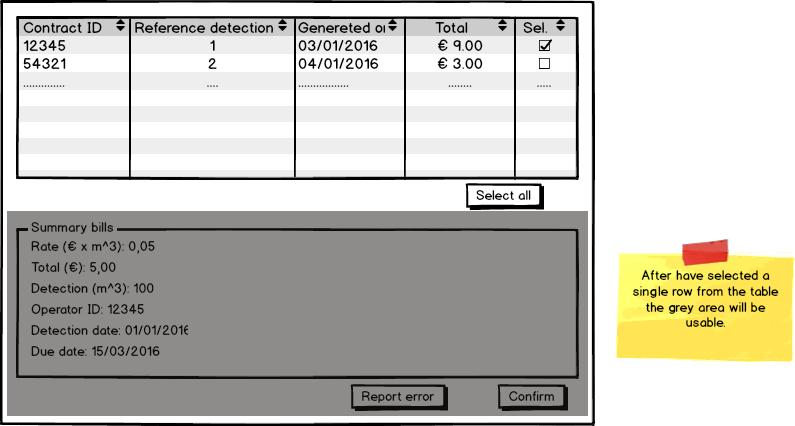 Contract ID Reference detection Genereted o Total Sel.
12345 1 03/01/2016 € 9.00
54321 2 04/01/2016 € 3.00
.............. .... ................. ........ .....
Select all
Summary bills
Rate (€ x m^3): 0,05
Total (€): 5,00
Detection (m^3): 100
Operator ID: 12345
Detection date: 01/01/2016
Due date: 15/03/2016
Report error Confirm
After have selected a
single row from the table
the grey area will be
usable.